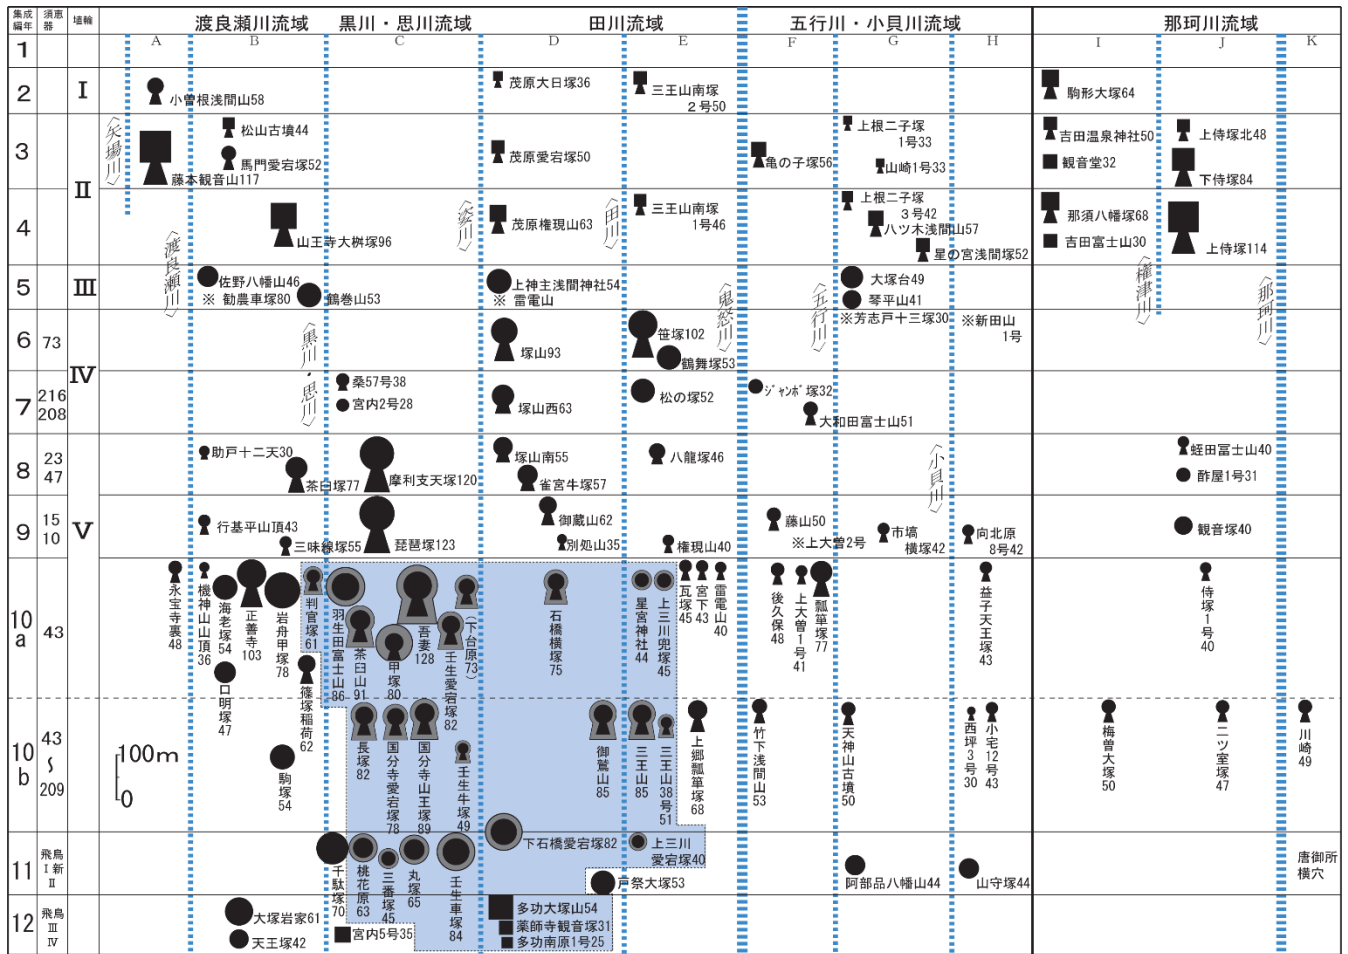 集成編年 須恵器 埴輪 渡良瀬川流域 黒川・思川流域 田川流域 五行川・小貝川流域 那珂川流域
A B C D E F G H I J K
1
2 Ⅰ
小曽根浅間山58
茂原大日塚36
三王山南塚
2号50
駒形大塚64
3 Ⅱ
〈矢場川〉
藤本観音山117
松山古墳44
馬門愛宕塚52
茂原愛宕塚50
亀の子塚56
上根二子塚
1号33
山崎1号33
吉田温泉神社50
観音堂32
上侍塚北48
下侍塚84
4
〈渡良瀬川〉
山王寺大桝塚96
〈姿川〉
茂原権現山63
〈田川〉
三王山南塚
1号46
上根二子塚
3号42
八ツ木浅間山57
星の宮浅間塚52
那須八幡塚68
吉田富士山30
上侍塚114
5 Ⅲ
佐野八幡山46
※ 勧農車塚80
鶴巻山53
上神主浅間神社54
※ 雷電山
〈鬼怒川〉
〈五行川〉
大塚台49
琴平山41
※芳志戸十三塚30
〈権津川〉
〈那珂川〉
6 73 Ⅳ
〈黒川・思川〉
塚山93
笹塚102
鶴舞塚53
※新田山
1号
7 216
208
桑57号38
宮内2号28
塚山西63
松の塚52
ジャンボ塚32
大和田富士山51
8 23
47
助戸十二天30
茶臼塚77
摩利支天塚120
塚山南55
雀宮牛塚57
八龍塚46
〈小貝川〉
蛭田富士山40
酢屋1号31
9 15
10 Ⅴ
行基平山頂43
三味線塚55
琵琶塚123
御蔵山62
別処山35
権現山40
藤山50
※上大曽2号
市塙
横塚42
向北原
8号42
観音塚40
10a 43
永宝寺裏48
機神山山頂36
海老塚54
正善寺103
岩舟甲塚78
判官塚61
口明塚47
篠塚稲荷62
羽生田富士山86
茶臼山91
甲塚80
吾妻128
壬生愛宕塚82
(下台原73)
石橋横塚75
星宮神社44
上三川兜塚45
瓦塚45
宮下43
雷電山40
後久保48
上大曽1号41
瓢箪塚77
益子天王塚43
侍塚1号40
10b 43
〜
209
100m
0
駒塚54
長塚82
国分寺愛宕塚78
国分寺山王塚89
壬生牛塚49
御鷲山85
三王山85
三王山38号51
上郷瓢箪塚68
竹下浅間山53
天神山古墳50
西坪3号30
小宅12号43
梅曽大塚50
二ツ室塚47
川崎49
11 飛鳥
Ⅰ新
Ⅱ
千駄塚70
桃花原63
三番塚45
丸塚65
壬生車塚84
下石橋愛宕塚82
戸祭大塚53
上三川
愛宕塚40
阿部品八幡山44
山守塚44
唐御所
横穴
12 飛鳥
Ⅲ
Ⅳ
大塚岩家61
天王塚42
宮内5号35
多功大塚山54
薬師寺観音塚31
多功南原1号25